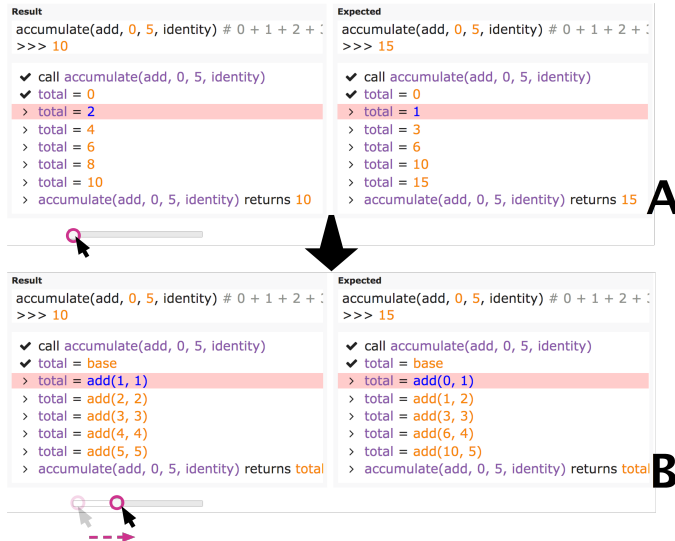 Result
accumulate(add, 0, 5, identity) # 0 + 1 + 2 +
>>> 10
call accumulate(add, 0, 5, identity)
total = 0
> total = 2
> total = 4
> total = 6
> total = 8
> total = 10
> accumulate(add, 0, 5, identity) returns 10
Expected
accumulate(add, 0, 5, identity) # 0 + 1 + 2 +
>>> 15
call accumulate(add, 0, 5, identity)
total = 0
> total = 1
> total = 3
> total = 6
> total = 10
> total = 15
> accumulate(add, 0, 5, identity) returns 15
A
Result
accumulate(add, 0, 5, identity) # 0 + 1 + 2 +
>>> 10
call accumulate(add, 0, 5, identity)
total = base
> total = add(1, 1)
> total = add(2, 2)
> total = add(3, 3)
> total = add(4, 4)
> total = add(5, 5)
> accumulate(add, 0, 5, identity) returns total
Expected
accumulate(add, 0, 5, identity) # 0 + 1 + 2 +
>>> 15
call accumulate(add, 0, 5, identity)
total = base
> total = add(0, 1)
> total = add(1, 2)
> total = add(3, 3)
> total = add(6, 4)
> total = add(10, 5)
> accumulate(add, 0, 5, identity) returns total
B